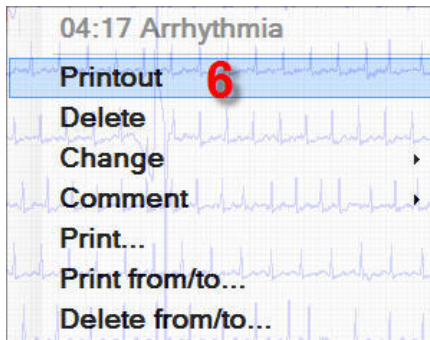 04:17 Arrhythmia
Printout 6
Delete
Change
Comment
Print...
Print from/to...
Delete from/to...